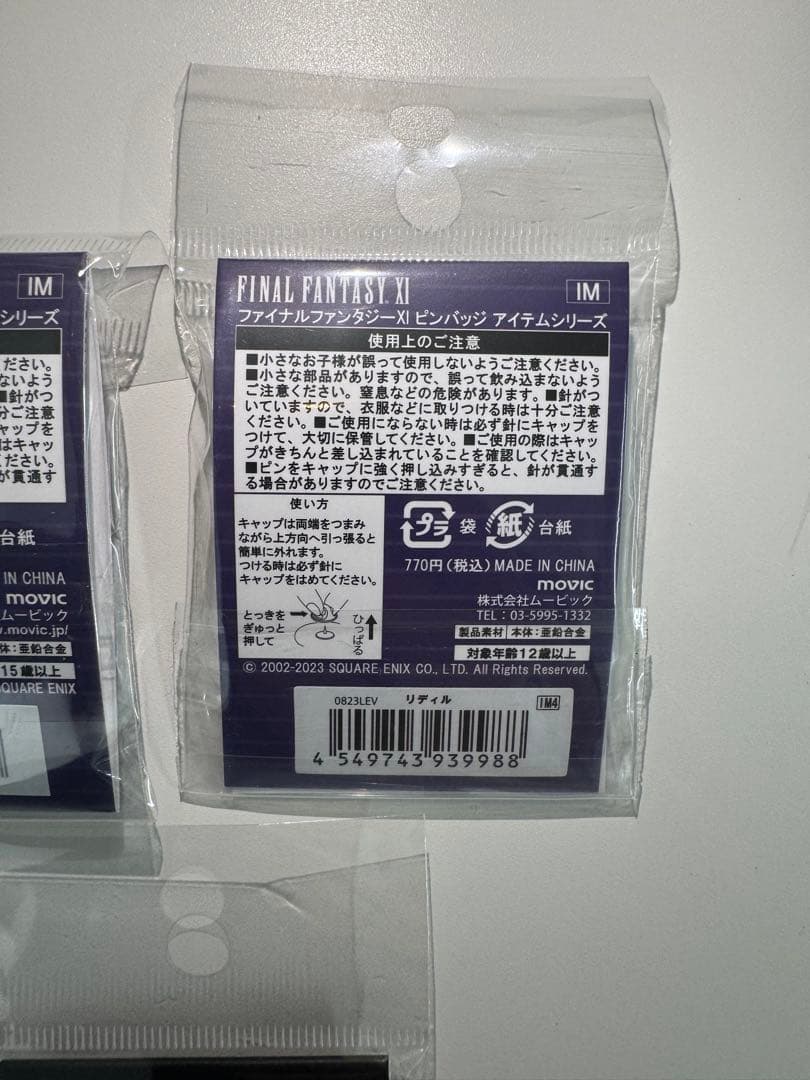 FINAL FANTASY XI
IM
ファイナルファンタジーXI ピンバッジ アイテムシリーズ
使用上のご注意
■小さなお子様が誤って使用しないようご注意ください。
■小さな部品がありますので、誤って飲み込まないよう
ご注意ください。窒息などの危険があります。■針がつ
いていますので、衣服などに取りつける時は十分ご注意
ください。■ご使用にならない時は必ず針にキャップを
つけて、大切に保管してください。■ご使用の際はキャッ
プがきちんと差し込まれていることを確認してください。
■ピンをキャップに強く押し込みすぎると、針が貫通す
る場合がありますのでご注意ください。
使い方
キャップは両端をつまみ
ながら上方向へ引っ張ると
簡単に外れます。
つける時は必ず針に
キャップをはめてください。
とっきを
ぎゅっと
押して
ひっぱる
プラ 袋 紙 台紙
770円(税込) MADE IN CHINA
movic
株式会社ムービック
TEL：03-5995-1332
製品素材 本体：亜鉛合金
対象年齢12歳以上
© 2002-2023 SQUARE ENIX CO., LTD. All Rights Reserved.
0823LEV リディル IM4
4 549743 939988
IM
シリーズ
ださい。
ないよう
■針がつ
分ご注意
ャップを
はキャッ
ださい。
が貫通す
台紙
IN CHINA
movic
ムービック
w.movic.jp/
体：亜鉛合金
15歳以上
SQUARE ENIX